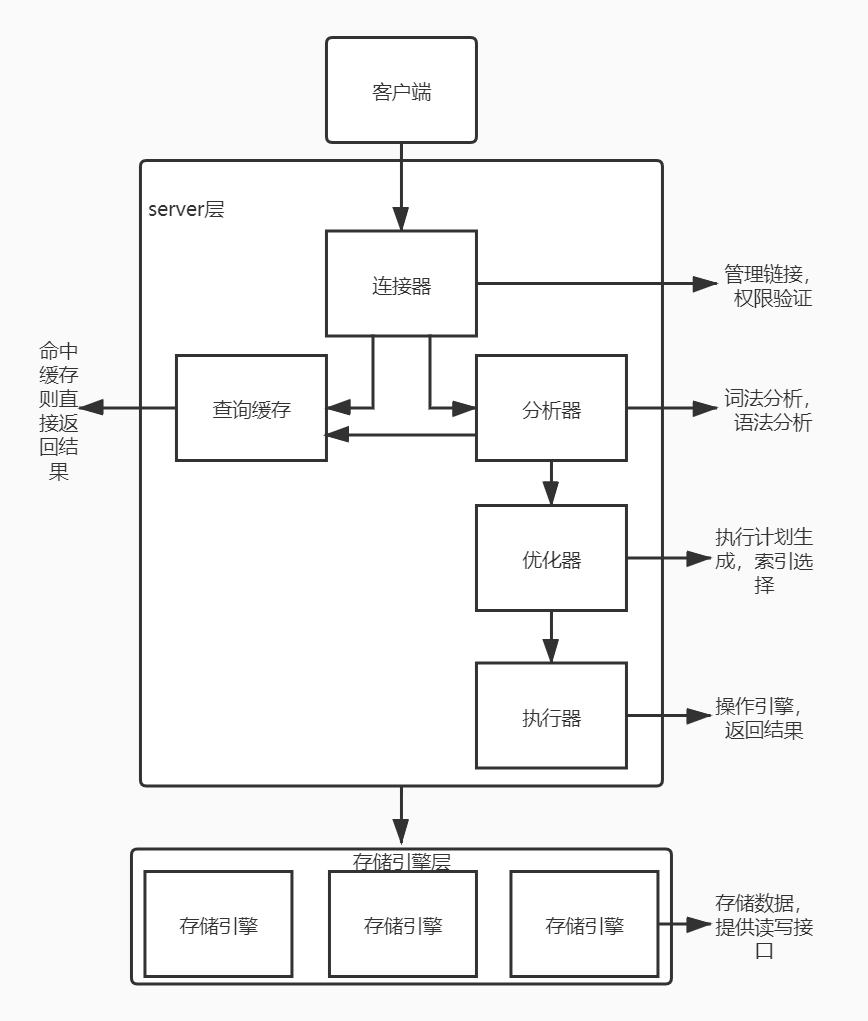 客户端
server层
连接器
管理链接，
权限验证
命中
缓存
则直
接返
回结
果
查询缓存
分析器
词法分析，
语法分析
优化器
执行计划生
成，索引选
择
执行器
操作引擎，
返回结果
存储引擎层
存储引擎
存储引擎
存储引擎
存储数据，
提供读写接
口